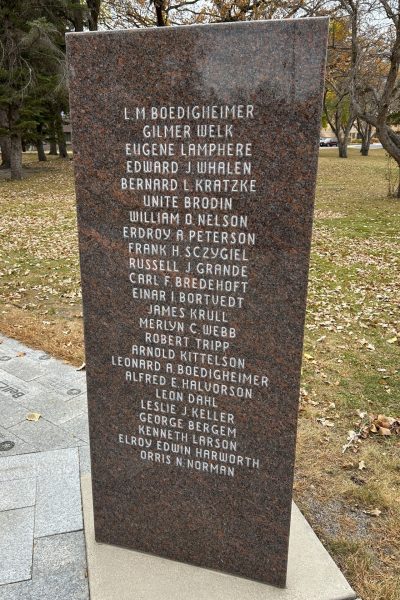 L.M. BOEDIGHEIMER
GILMER WELK
EUGENE LAMPHERE
EDWARD J. WHALEN
BERNARD L. KRATZKE
UNITE BRODIN
WILLIAM O. NELSON
ERDROY A. PETERSON
FRANK H. SCZYGIEL
RUSSELL J. GRANDE
CARL F. BREDEHOFT
EINAR I. BORTVEDT
JAMES KRULL
MERLYN C. WEBB
ROBERT TRIPP
ARNOLD KITTELSON
LEONARD A. BOEDIGHEIMER
ALFRED E. HALVORSON
LEON DAHL
LESLIE J. KELLER
GEORGE BERGEM
KENNETH LARSON
ELROY EDWIN HARWORTH
ORRIS N. NORMAN